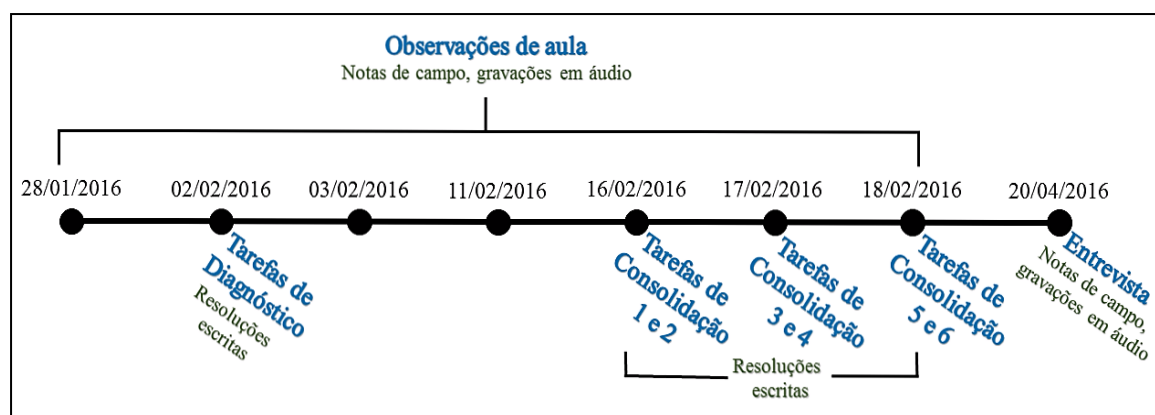 Observações de aula
Notas de campo, gravações em áudio
28/01/2016 02/02/2016 03/02/2016 11/02/2016 16/02/2016 17/02/2016 18/02/2016 20/04/2016
Tarefas de
Diagnóstico
Resoluções
escritas
Tarefas de
Consolidação
1 e 2
Tarefas de
Consolidação
3 e 4
Tarefas de
Consolidação
5 e 6
Entrevista
Notas de campo,
gravações em áudio
Resoluções
escritas